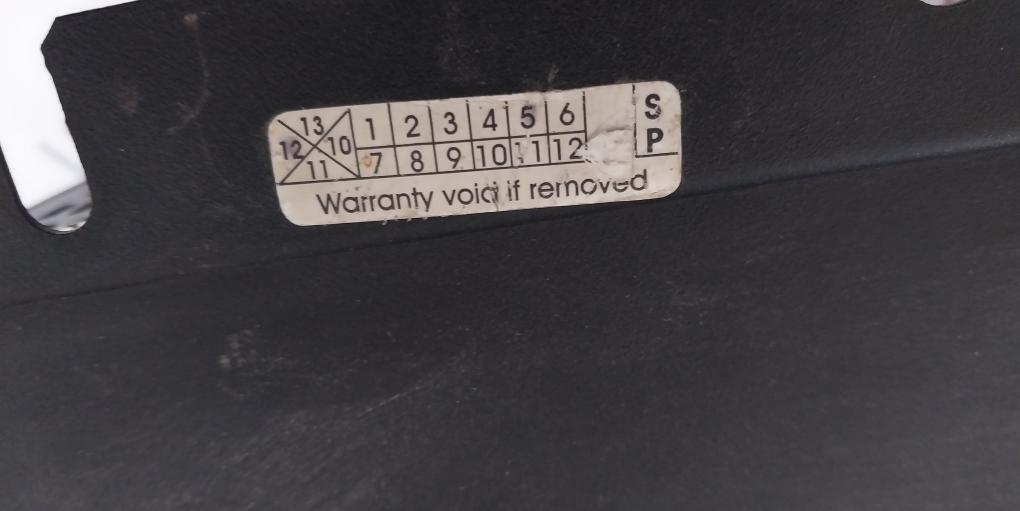 13 1 2 3 4 5 6 S
12 10
11 7 8 9 10 11 12 P
Warranty void if removed